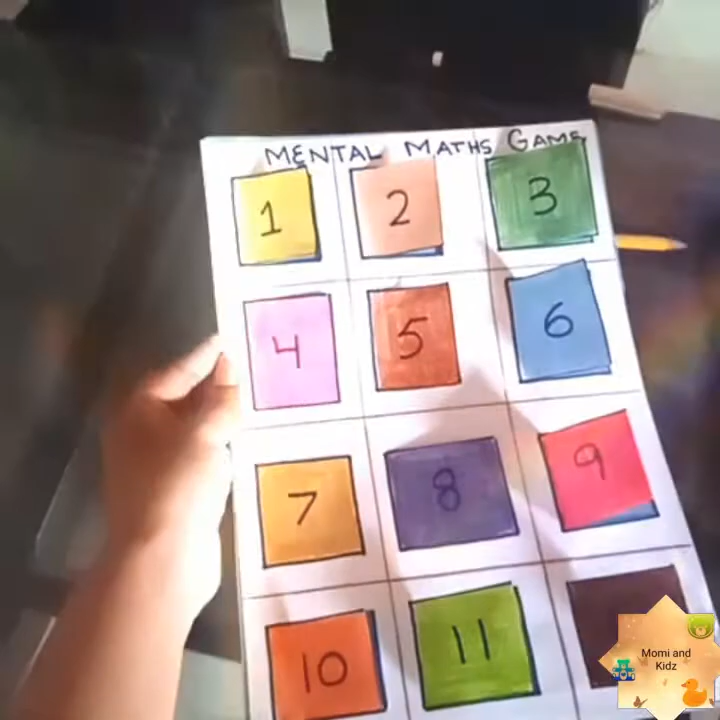 MENTAL MATHS GAME
1 2 3
4 5 6
7 8 9
10 11
Momi and
Kidz